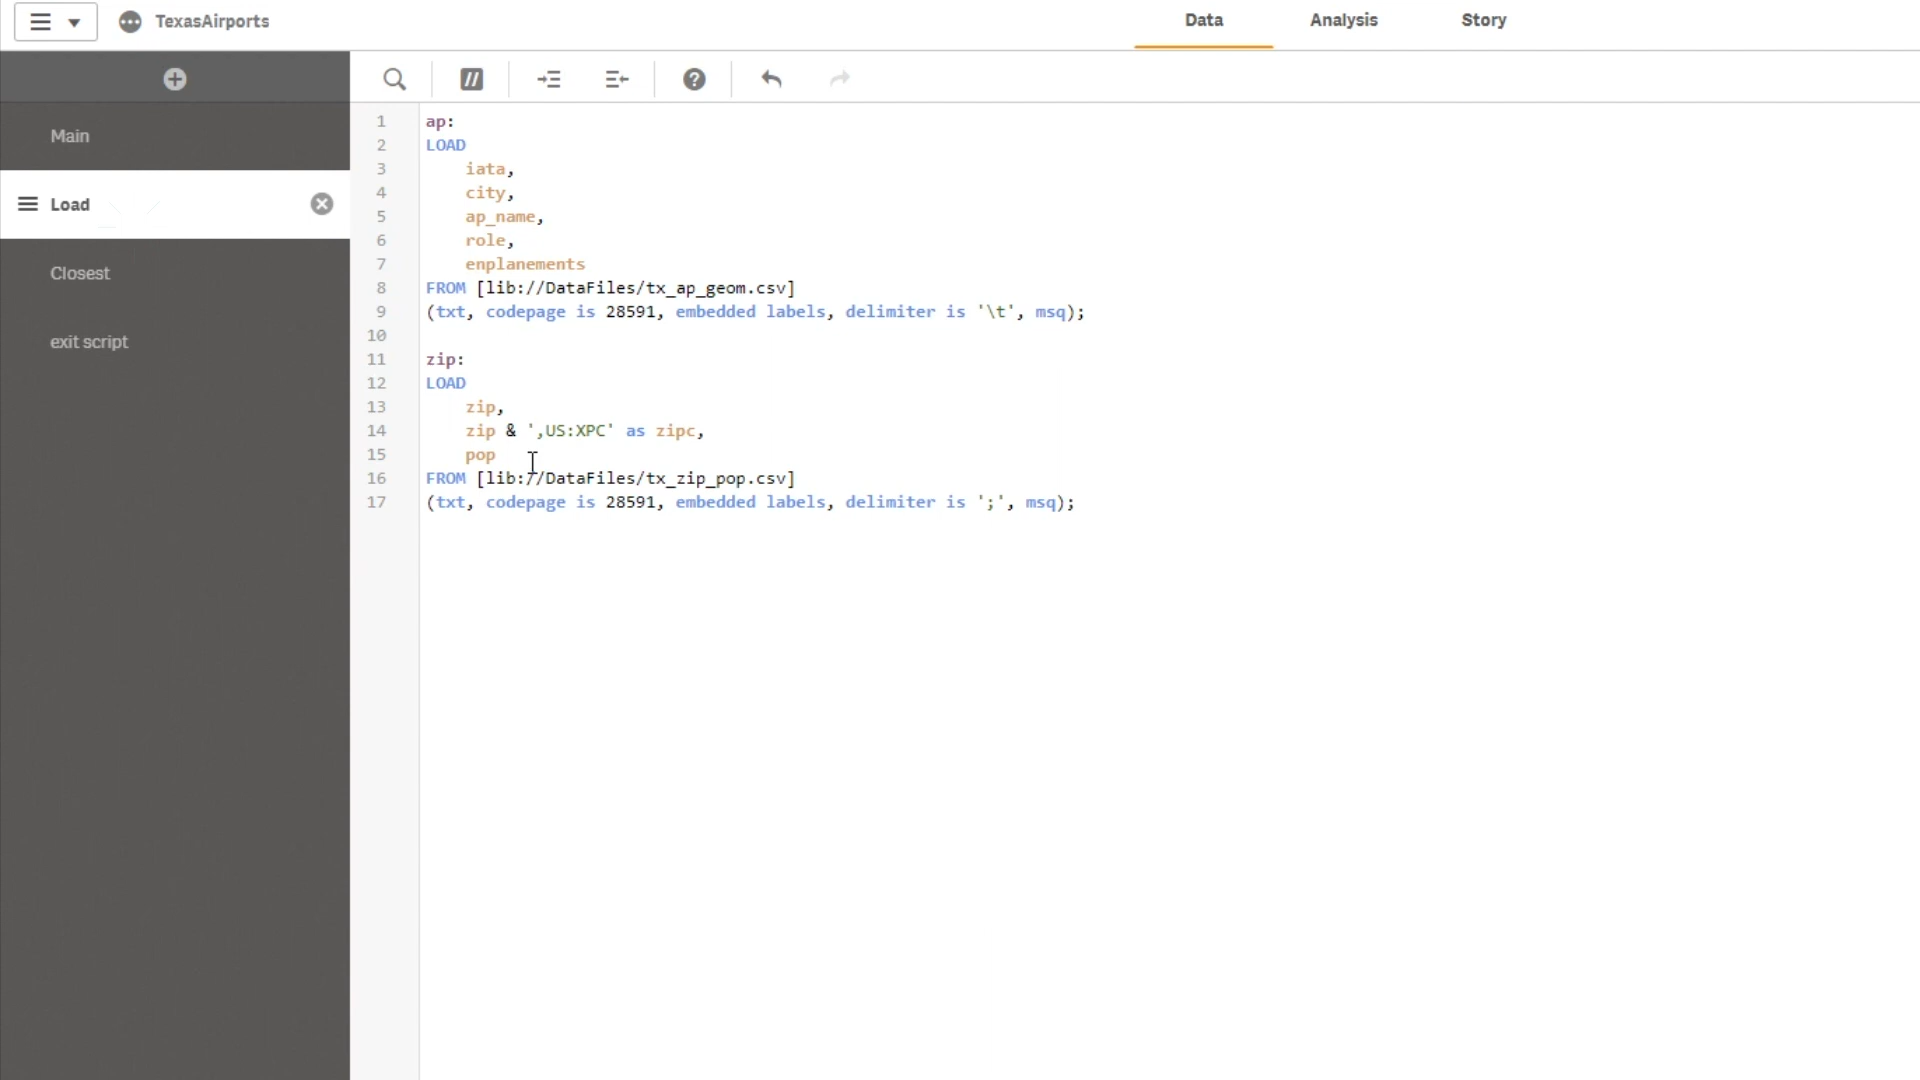 TexasAirports
Data
Analysis
Story
Main
Load
Closest
exit script
1 ap:
2 LOAD
3 iata,
4 city,
5 ap_name,
6 role,
7 enplanements
8 FROM [lib://DataFiles/tx_ap_geom.csv]
9 (txt, codepage is 28591, embedded labels, delimiter is '\t', msq);
10
11 zip:
12 LOAD
13 zip,
14 zip & ',US:XPC' as zipc,
15 pop
16 FROM [lib://DataFiles/tx_zip_pop.csv]
17 (txt, codepage is 28591, embedded labels, delimiter is ';', msq);